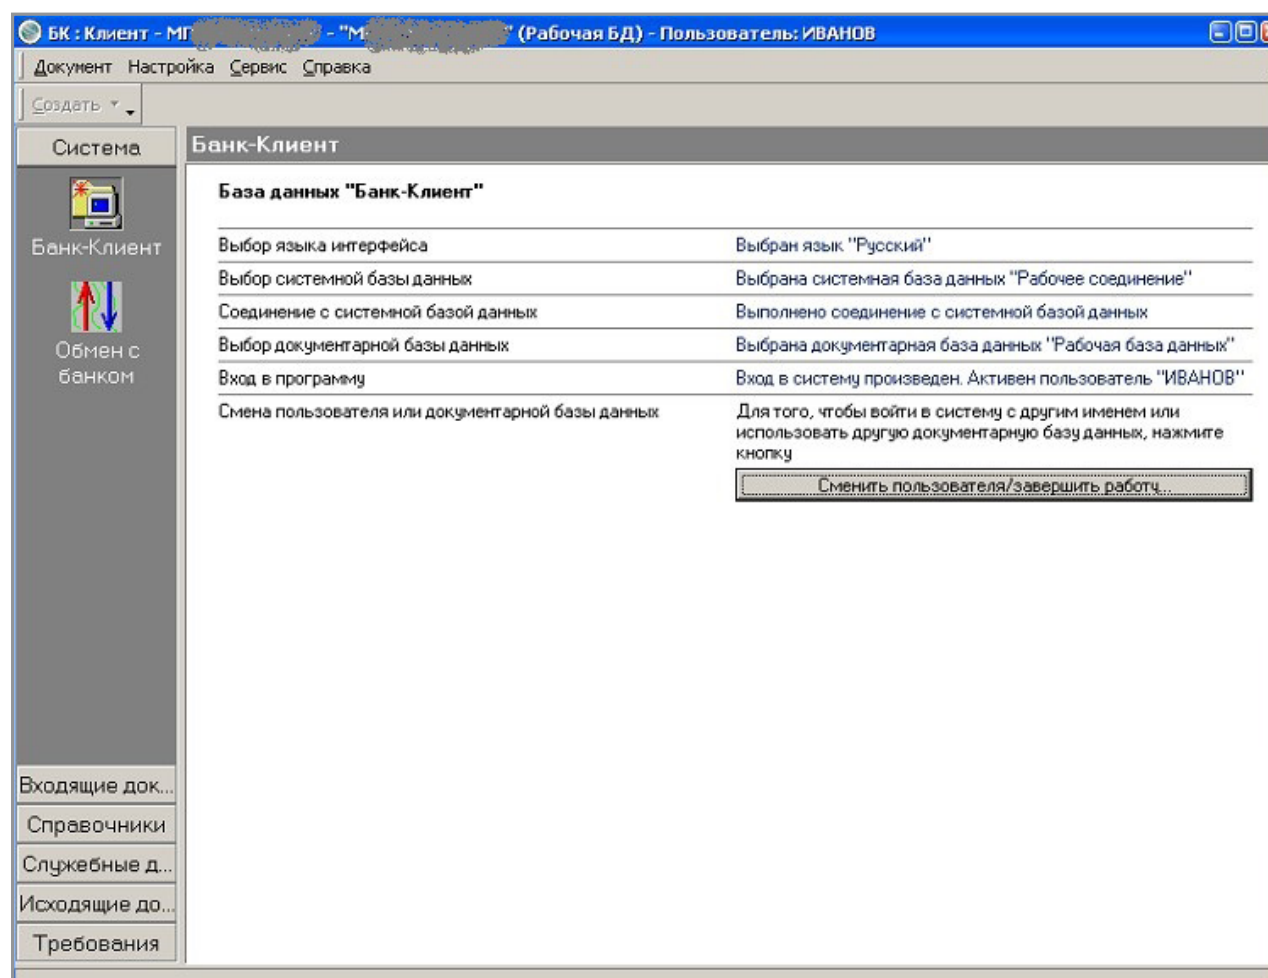 БК : Клиент - МГ - "М " (Рабочая БД) - Пользователь: ИВАНОВ
Документ Настройка Сервис Справка
Создать
Система
Банк-Клиент
Обмен с
банком
Входящие док...
Справочники
Служебные д...
Исходящие до...
Требования
Банк-Клиент
База данных "Банк-Клиент"
Выбор языка интерфейса Выбран язык "Русский"
Выбор системной базы данных Выбрана системная база данных "Рабочее соединение"
Соединение с системной базой данных Выполнено соединение с системной базой данных
Выбор документарной базы данных Выбрана документарная база данных "Рабочая база данных"
Вход в программу Вход в систему произведен. Активен пользователь "ИВАНОВ"
Смена пользователя или документарной базы данных Для того, чтобы войти в систему с другим именем или
использовать другую документарную базу данных, нажмите
кнопку
Сменить пользователя/завершить работу...